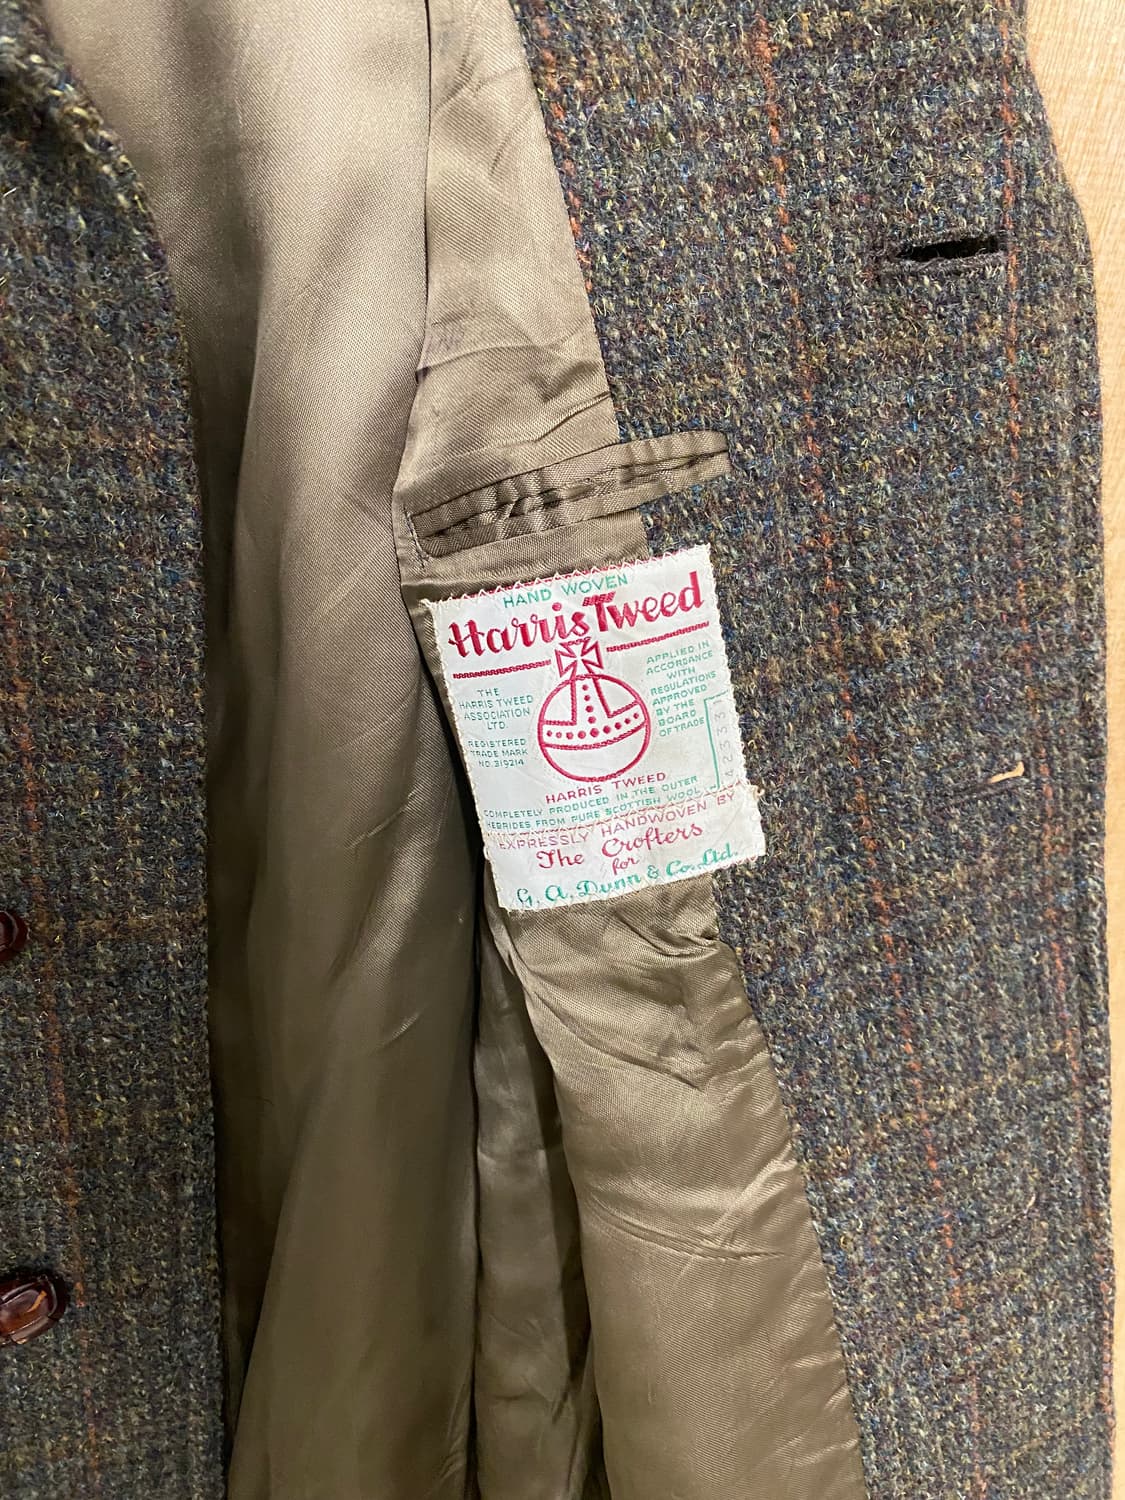 HAND WOVEN
Harris Tweed
THE
HARRIS TWEED
ASSOCIATION
LTD.
REGISTERED
TRADE MARK
NO.319214
APPLIED IN
ACCORDANCE
WITH
REGULATIONS
APPROVED
BY THE
BOARD
OF TRADE
HARRIS TWEED
COMPLETELY PRODUCED IN THE OUTER
HEBRIDES FROM PURE SCOTTISH WOOL
EXPRESSLY HANDWOVEN BY
The Crofters
for
G. A. Dunn & Co. Ltd.